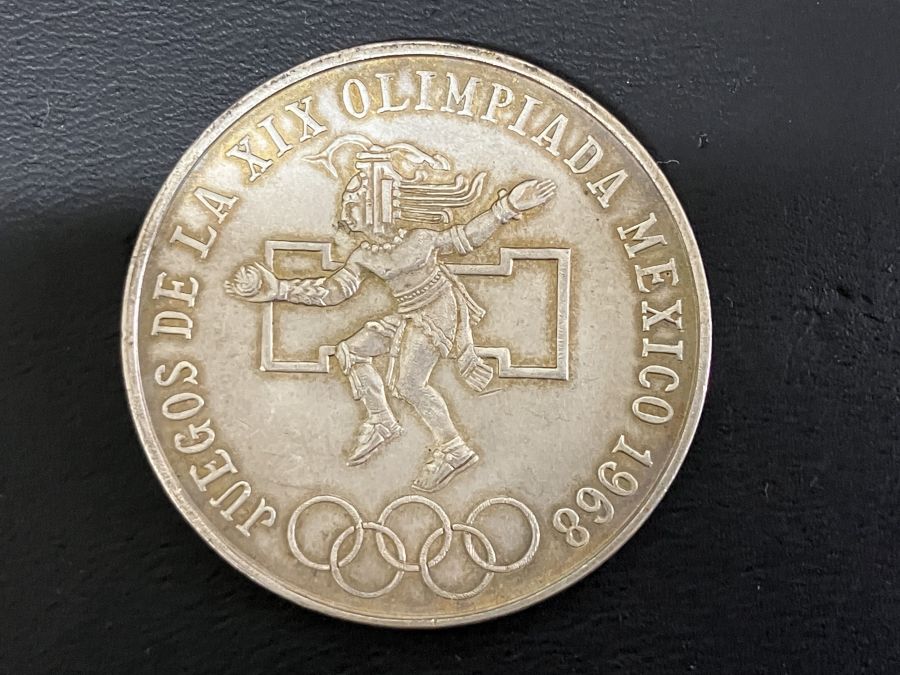 JUEGOS DE LA XIX OLIMPIADA MEXICO 1968